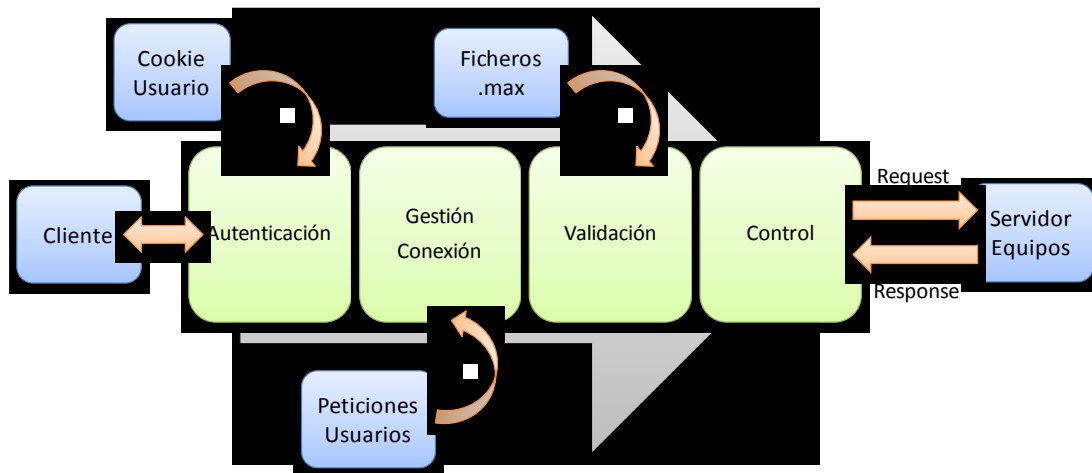 Cookie
Usuario
Ficheros
.max
Cliente
Autenticación
Gestión
Conexión
Validación
Control
Request
Response
Servidor
Equipos
Peticiones
Usuarios